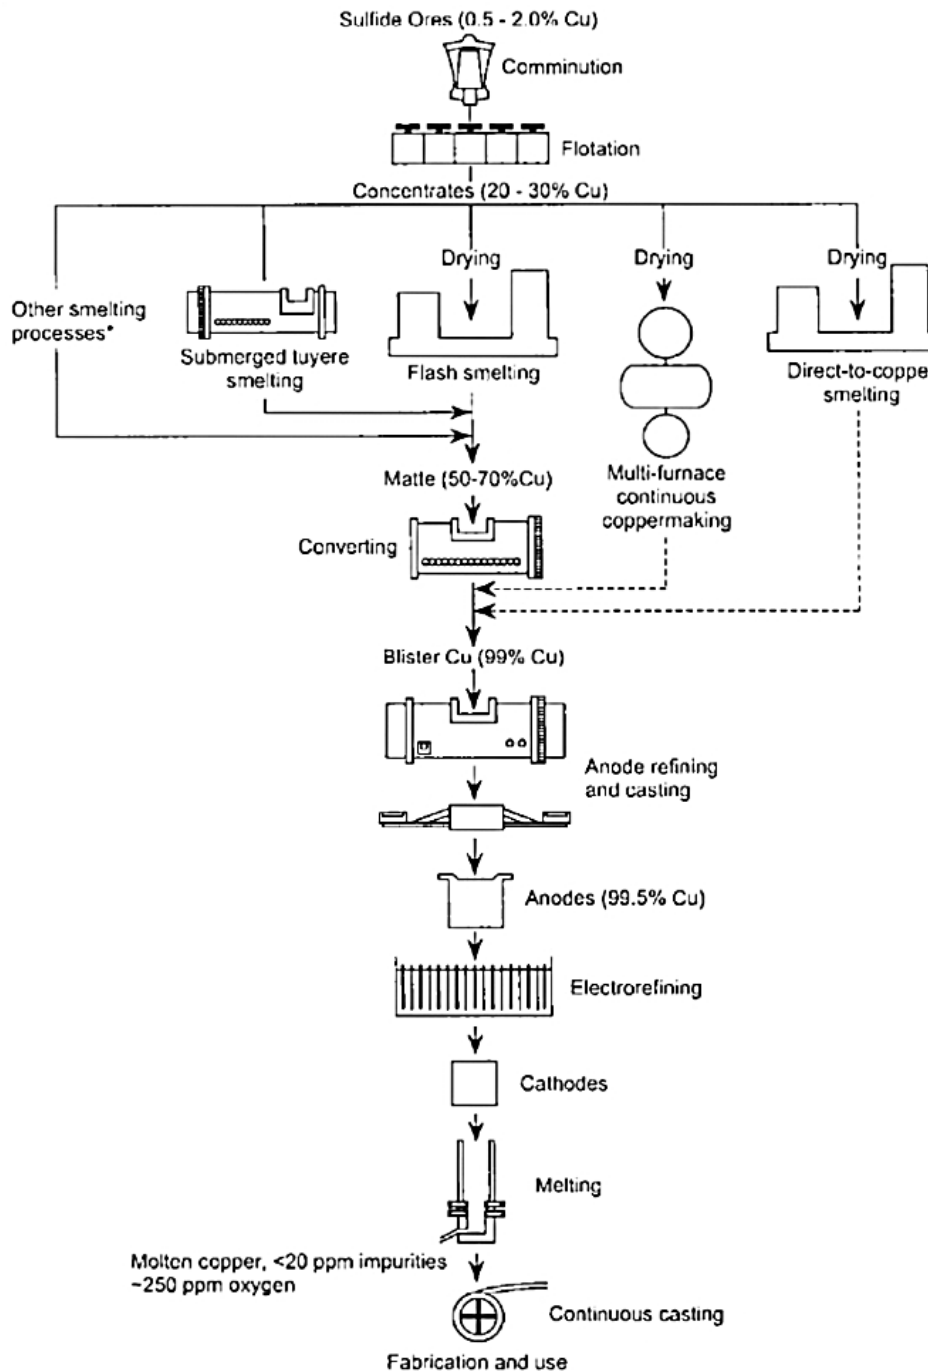 Sulfide Ores (0.5 - 2.0% Cu)
Comminution
Flotation
Concentrates (20 - 30% Cu)
Drying
Drying
Drying
Other smelting
processes*
Submerged tuyere
smelting
Flash smelting
Direct-to-coppe
smelting
Matte (50-70%Cu)
Multi-furnace
continuous
coppermaking
Converting
Blister Cu (99% Cu)
Anode refining
and casting
Anodes (99.5% Cu)
Electrorefining
Cathodes
Melting
Molten copper, <20 ppm impurities
~250 ppm oxygen
Continuous casting
Fabrication and use